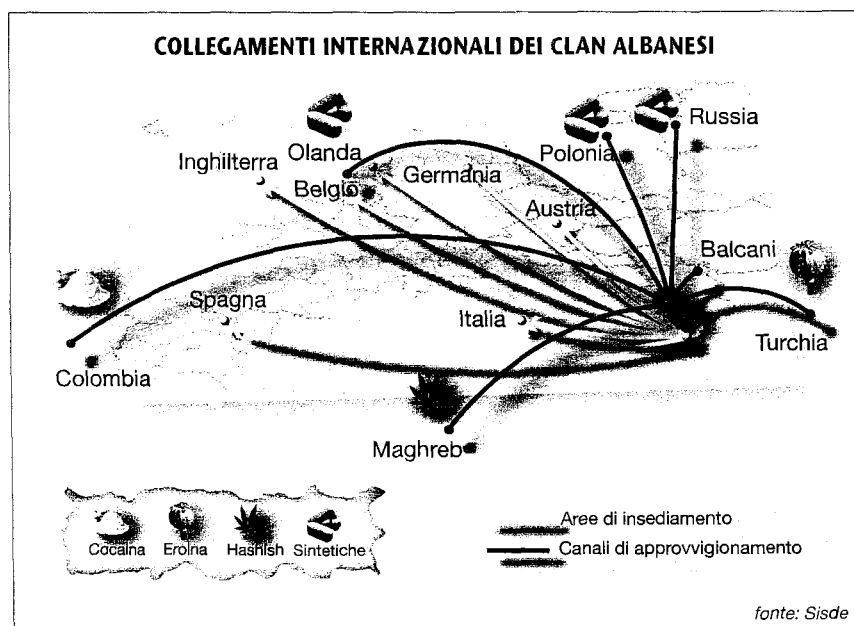 COLLEGAMENTI INTERNAZIONALI DEI CLAN ALBANESI
Russia
Olanda
Polonia
Inghilterra
Germania
Belgio
Austria
Balcani
Spagna
Italia
Turchia
Colombia
Maghreb
Cocaina Eroina Hashish Sintetiche
Aree di insediamento
Canali di approvvigionamento
fonte: Sisde